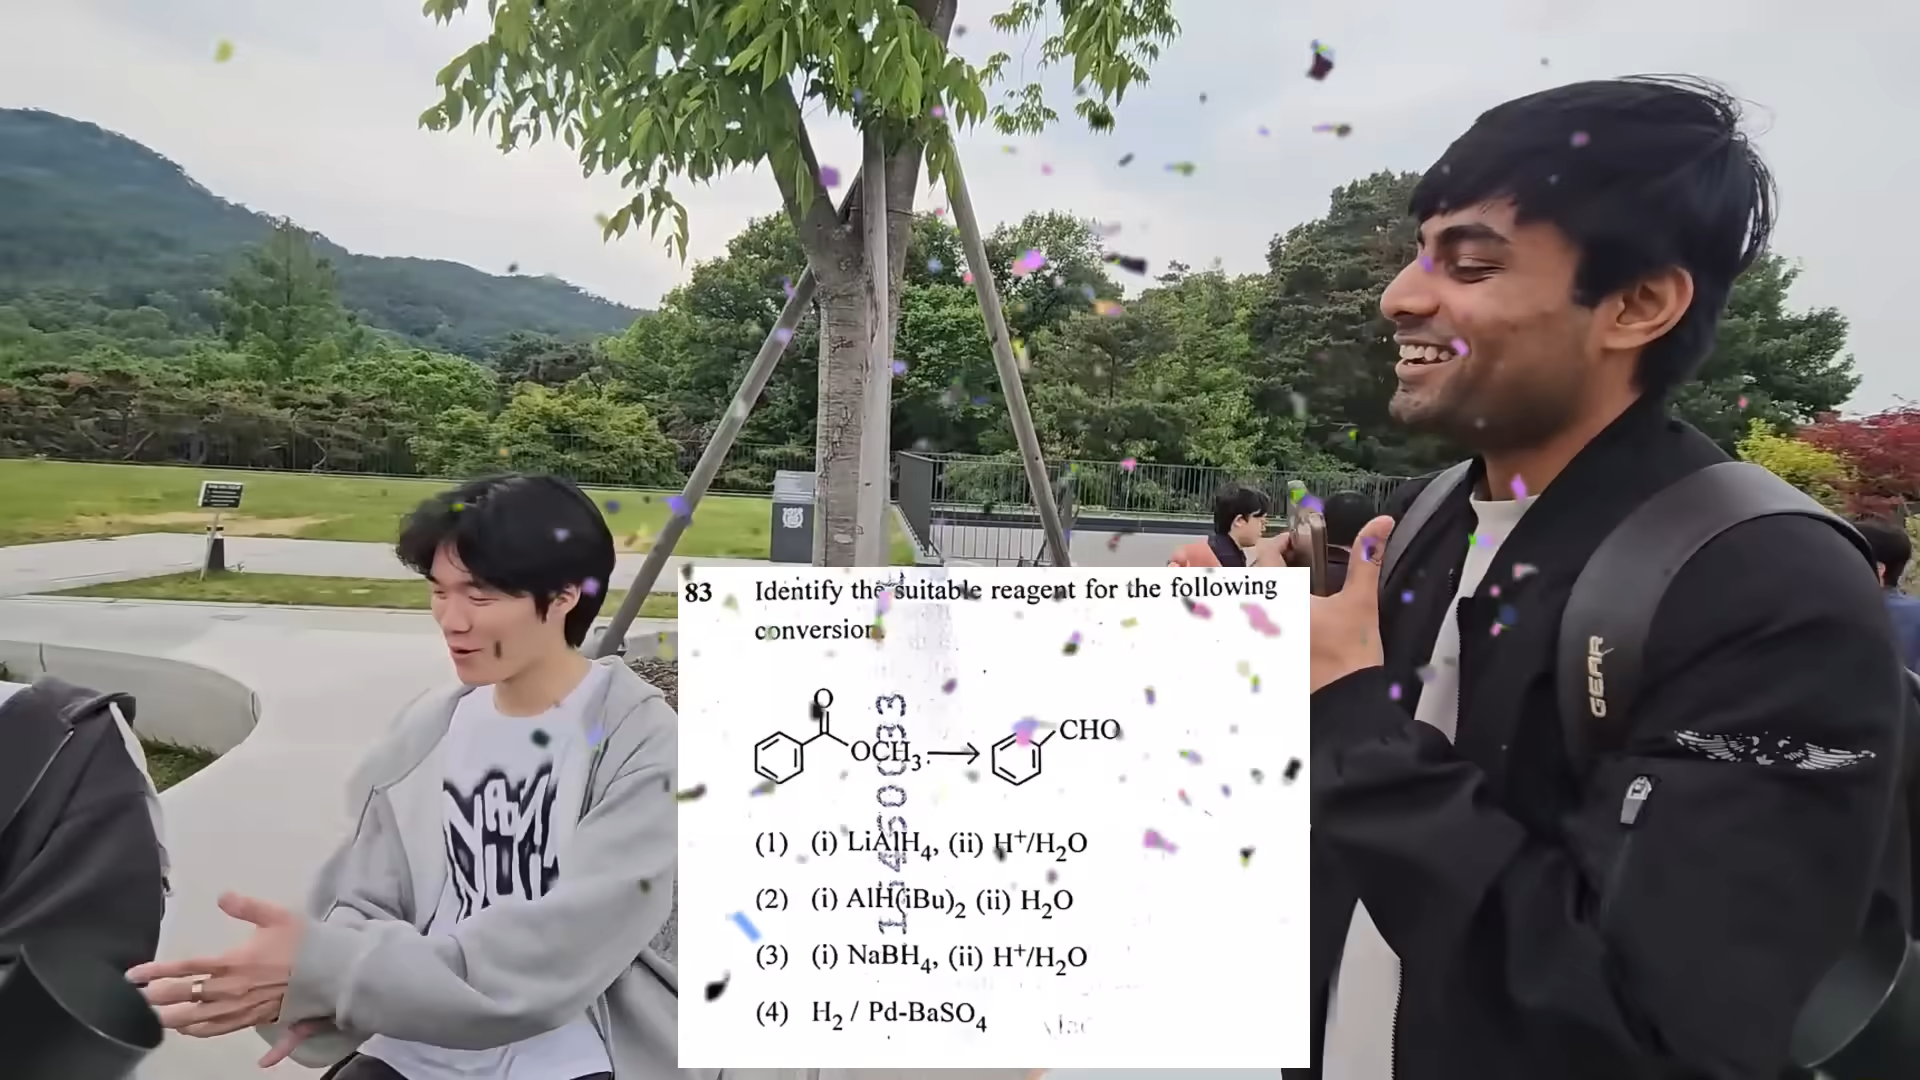 83 Identify the suitable reagent for the following
conversion.
O
OCH3. → CHO
(1) (i) LiAlH4, (ii) H⁺/H2O
(2) (i) AlH(iBu)2 (ii) H2O
(3) (i) NaBH4, (ii) H⁺/H2O
(4) H2 / Pd-BaSO4
GEAR